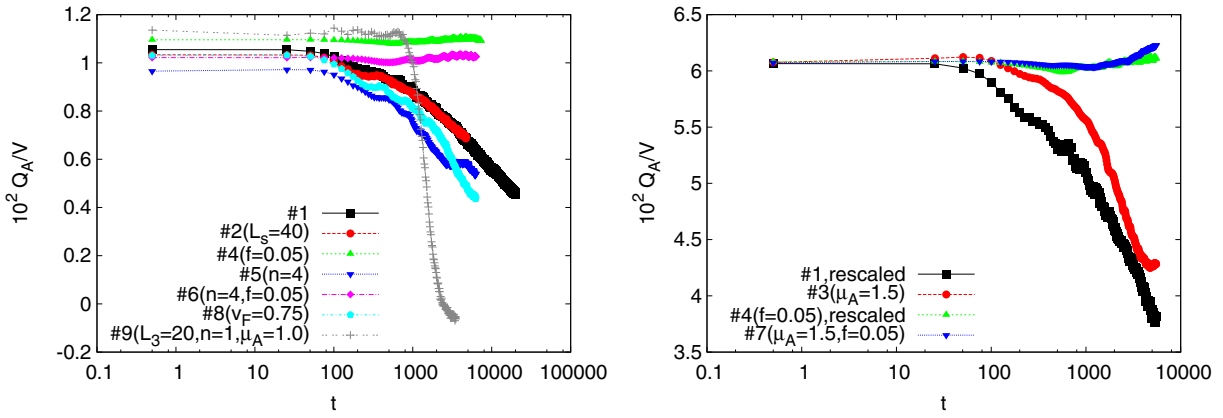 10² Q_A/V
1.2
1
0.8
0.6
0.4
0.2
0
-0.2
#1
#2(L_s=40)
#4(f=0.05)
#5(n=4)
#6(n=4,f=0.05)
#8(v_F=0.75)
#9(L_3=20,n=1,μ_A=1.0)
0.1 1 10 100 1000 10000 100000
t
10² Q_A/V
6.5
6
5.5
5
4.5
4
3.5
#1,rescaled
#3(μ_A=1.5)
#4(f=0.05),rescaled
#7(μ_A=1.5,f=0.05)
0.1 1 10 100 1000 10000
t